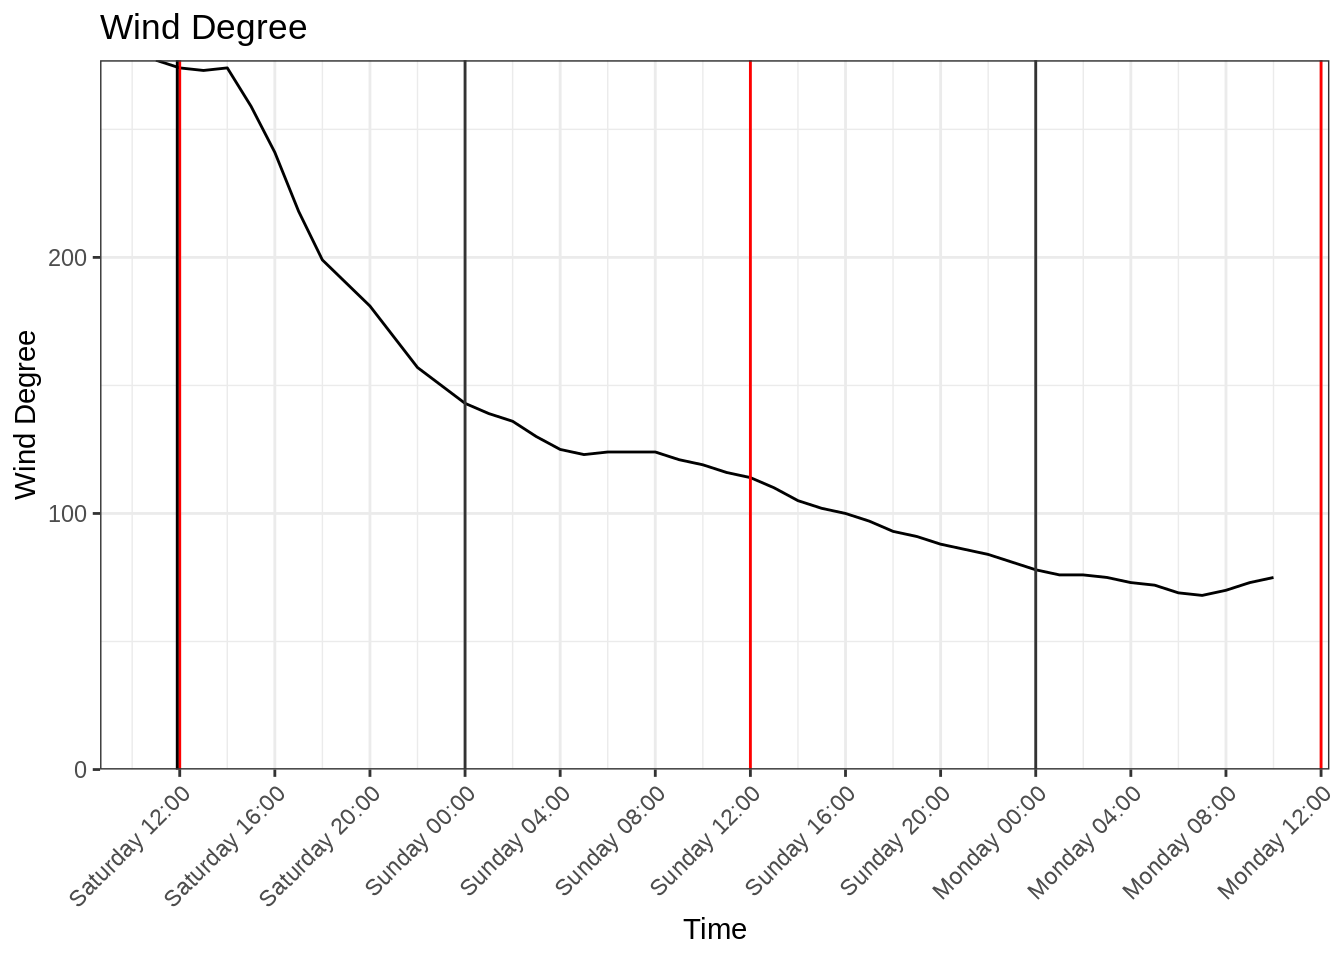 Wind Degree
Wind Degree
200
100
0
Saturday 12:00
Saturday 16:00
Saturday 20:00
Sunday 00:00
Sunday 04:00
Sunday 08:00
Sunday 12:00
Sunday 16:00
Sunday 20:00
Monday 00:00
Monday 04:00
Monday 08:00
Monday 12:00
Time